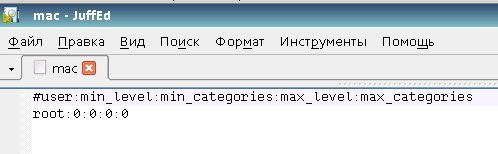 mac - JuffEd
Файл Правка Вид Поиск Формат Инструменты Помощь
mac
#user:min_level:min_categories:max_level:max_categories
root:0:0:0:0